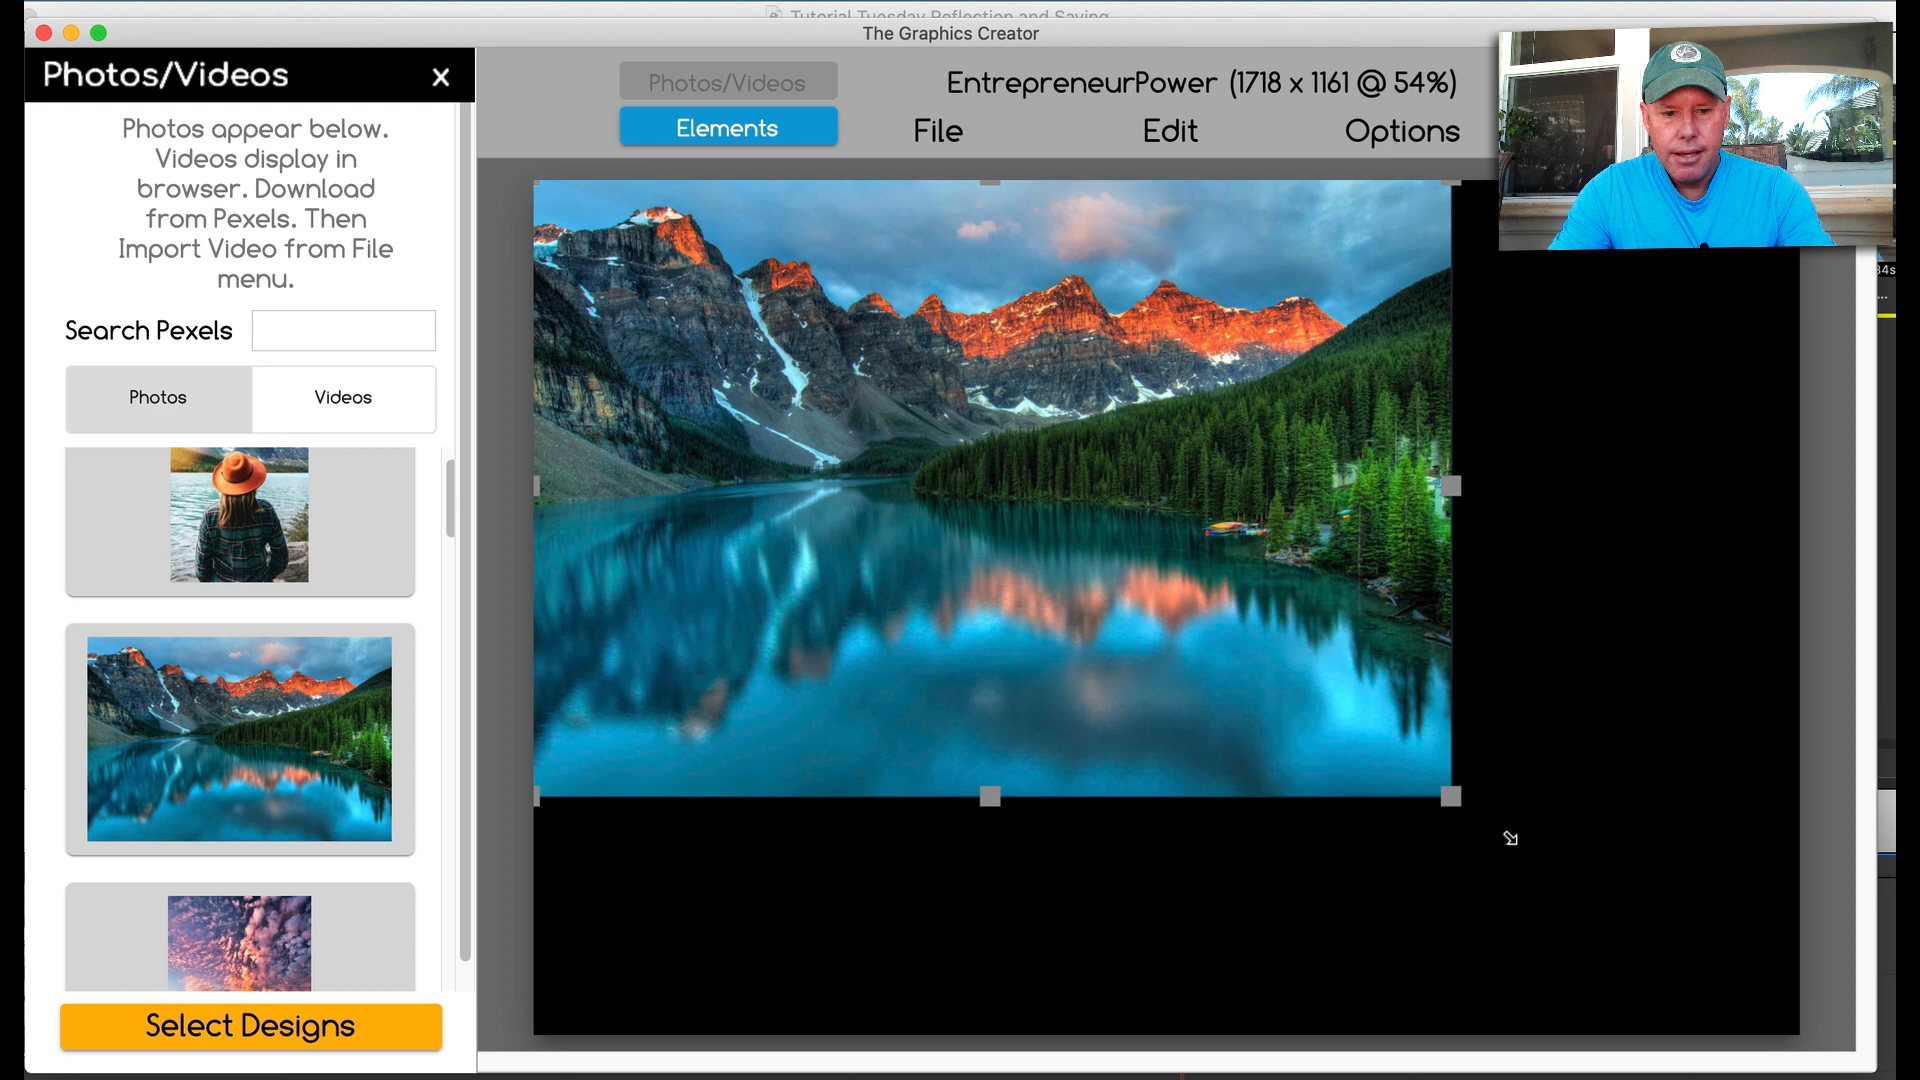 Tutorial Tuesday Reflection and Saving
The Graphics Creator
Photos/Videos
X
Photos appear below.
Videos display in
browser. Download
from Pexels. Then
Import Video from File
menu.
Search Pexels
Photos
Videos
Select Designs
Photos/Videos
Elements
EntrepreneurPower (1718 x 1161 @ 54%)
File
Edit
Options
34s
...